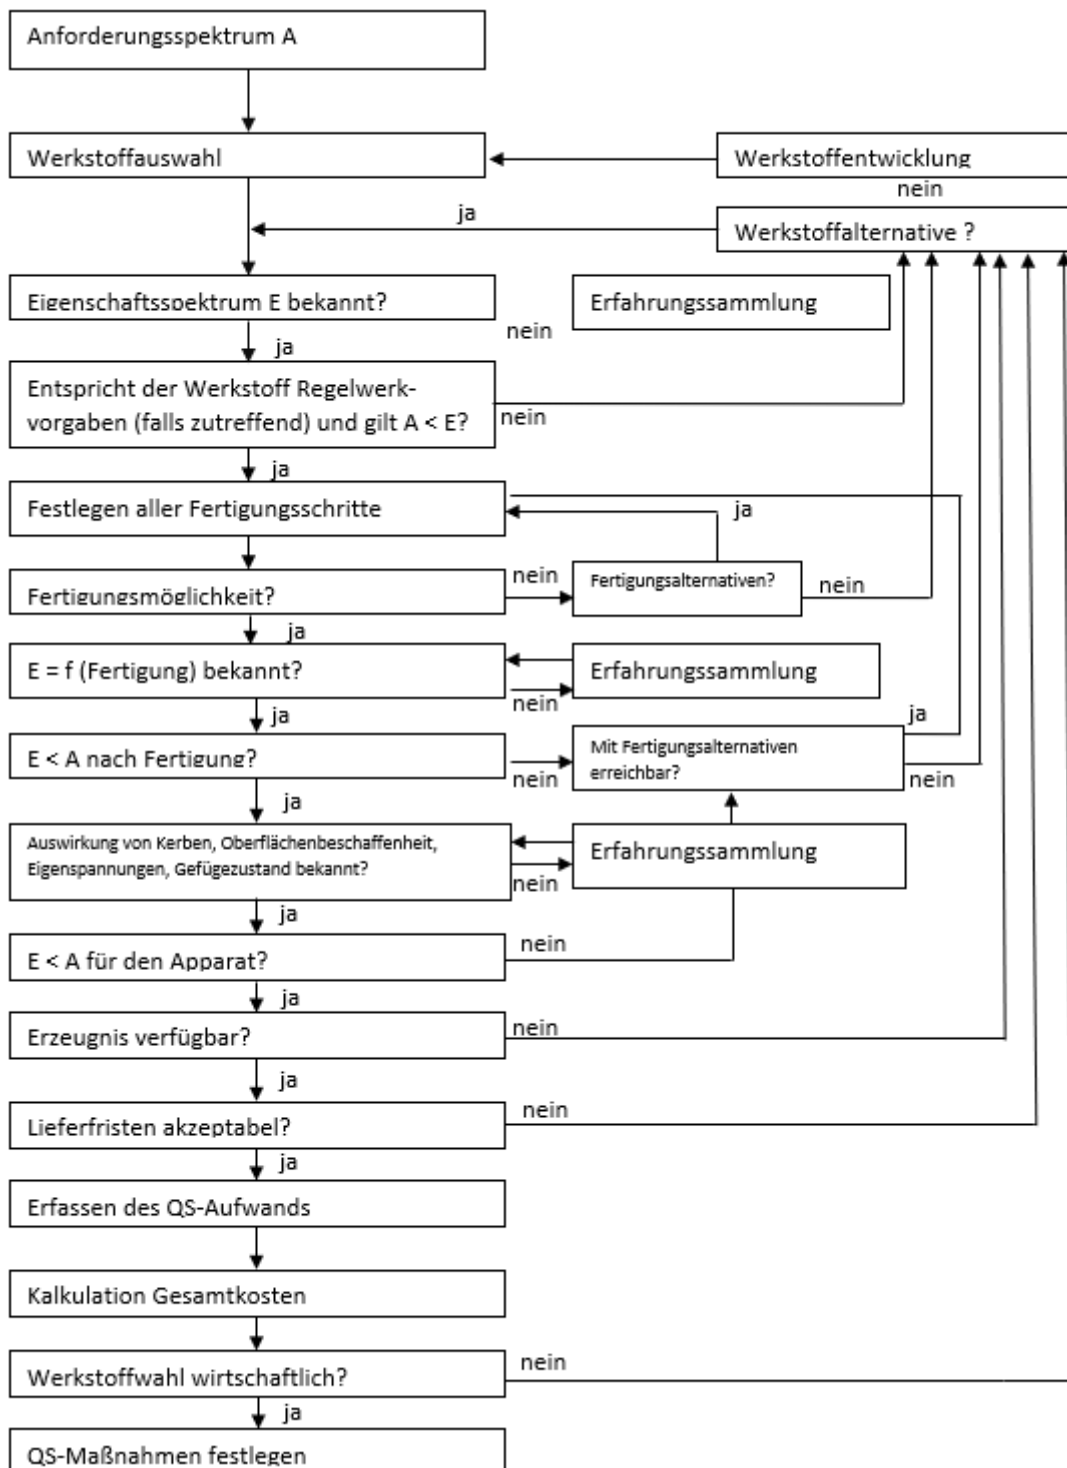 Anforderungsspektrum A
Werkstoffauswahl
Werkstoffentwicklung
nein
ja
Werkstoffalternative ?
Eigenschaftsspektrum E bekannt?
Erfahrungssammlung
nein
ja
Entspricht der Werkstoff Regelwerk-
vorgaben (falls zutreffend) und gilt A < E?
nein
ja
Festlegen aller Fertigungsschritte
ja
Fertigungsmöglichkeit?
nein
Fertigungsalternativen?
nein
ja
E = f (Fertigung) bekannt?
Erfahrungssammlung
nein
ja
ja
E < A nach Fertigung?
nein
Mit Fertigungsalternativen
erreichbar?
nein
ja
Auswirkung von Kerben, Oberflächenbeschaffenheit,
Eigenspannungen, Gefügezustand bekannt?
nein
Erfahrungssammlung
ja
E < A für den Apparat?
nein
ja
Erzeugnis verfügbar?
nein
ja
Lieferfristen akzeptabel?
nein
ja
Erfassen des QS-Aufwands
Kalkulation Gesamtkosten
Werkstoffwahl wirtschaftlich?
nein
ja
QS-Maßnahmen festlegen